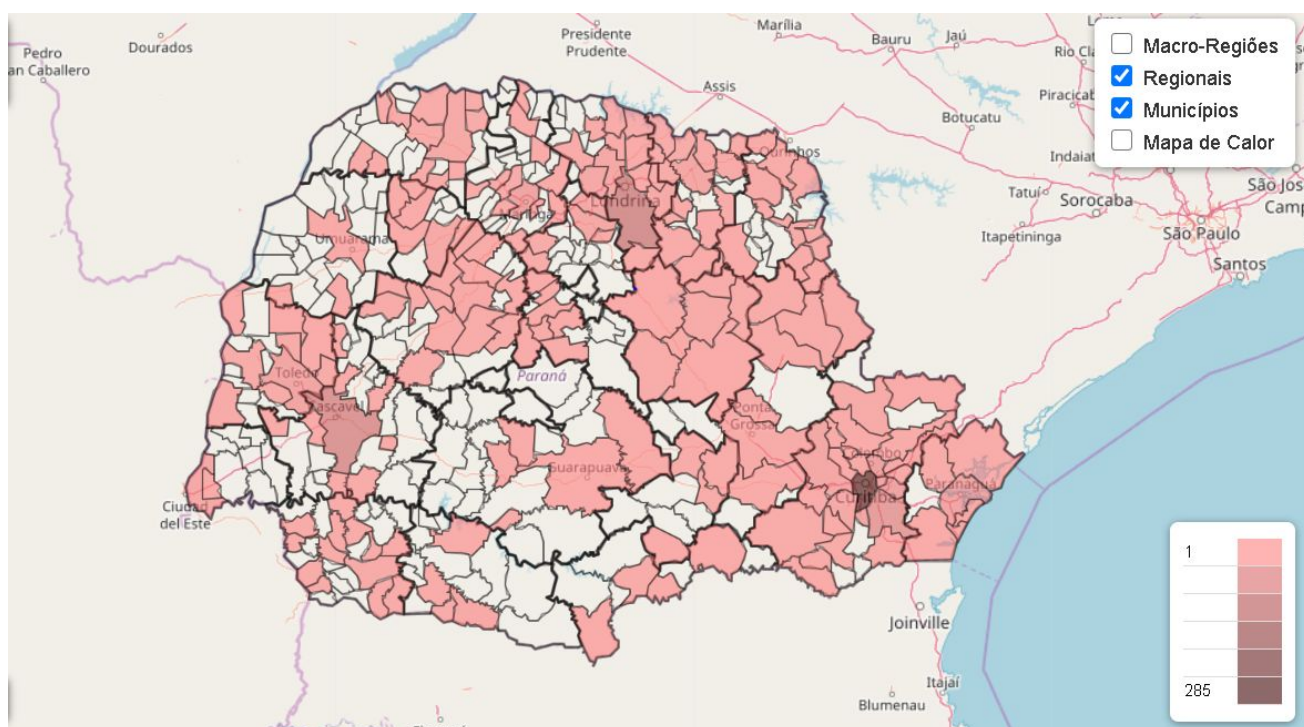 Pedro
an Caballero
Dourados
Presidente
Prudente
Marília
Assis
Bauru
Jaú
Rio Cla
Piracicab
Botucatu
Indaiat
Tatuí
Sorocaba
Itapetininga
São José
Camp
São Paulo
Santos
Ourinhos
Londrina
Maringá
Umuarama
Toledo
Cascavel
Paraná
Ponta
Grossa
Guarapuava
Colombo
Curitiba
Paranaguá
Ciudad
del Este
Joinville
Itajaí
Blumenau
Macro-Regiões
Regionais
Municípios
Mapa de Calor
1
285